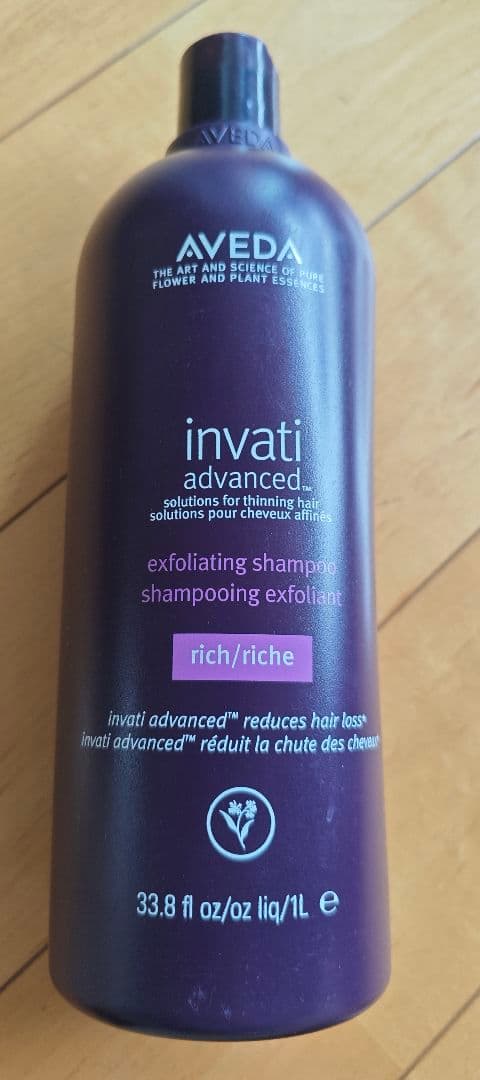 AVEDA
AVEDA
THE ART AND SCIENCE OF PURE
FLOWER AND PLANT ESSENCES
invati
advanced™
solutions for thinning hair
solutions pour cheveux affinés
exfoliating shampoo
shampooing exfoliant
rich/riche
invati advanced™ reduces hair loss*
invati advanced™ réduit la chute des cheveux*
33.8 fl oz/oz liq/1L ℮